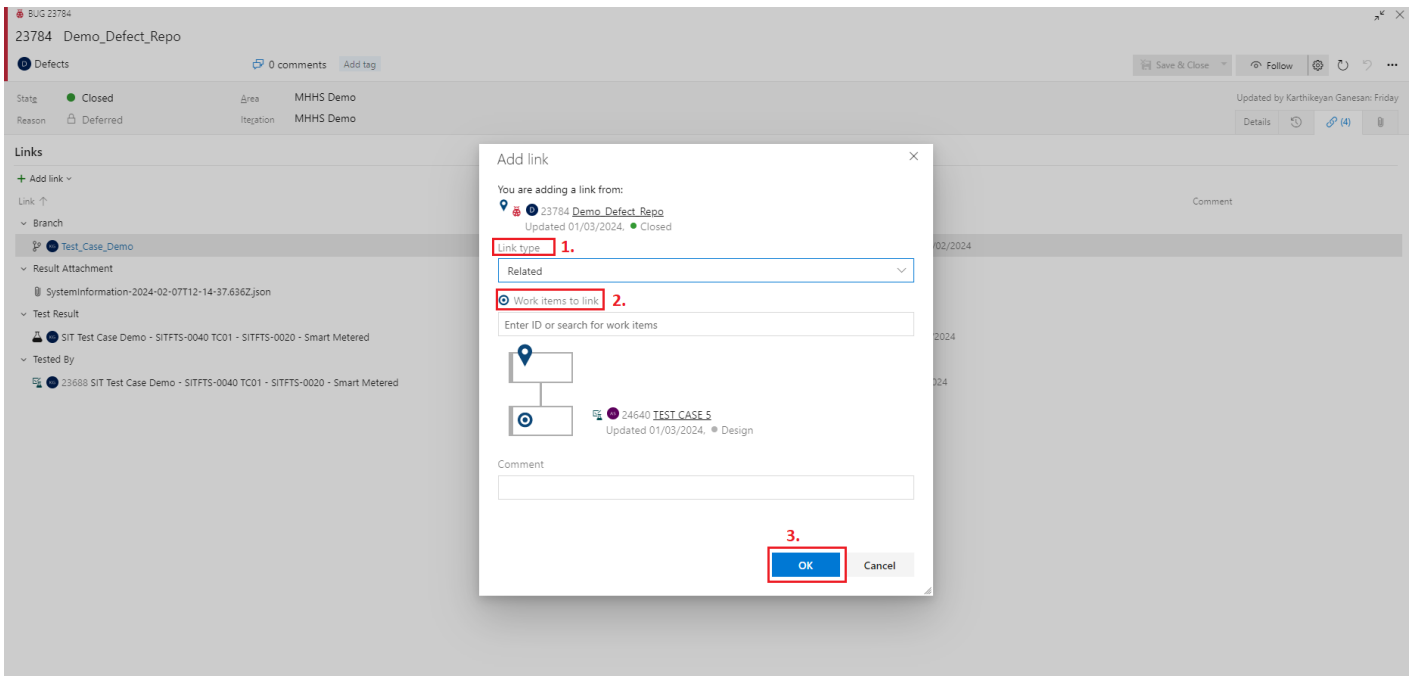 BUG 23784
23784 Demo_Defect_Repo
D Defects 0 comments Add tag Save & Close Follow
State Closed Area MHHS Demo Updated by Karthikeyan Ganesan: Friday
Reason Deferred Iteration MHHS Demo Details (4)
Links
+ Add link
Link ↑ Comment
Branch
Test_Case_Demo 02/2024
Result Attachment
SystemInformation-2024-02-07T12-14-37.636Z.json
Test Result
SIT Test Case Demo - SITFTS-0040 TC01 - SITFTS-0020 - Smart Metered 2024
Tested By
23688 SIT Test Case Demo - SITFTS-0040 TC01 - SITFTS-0020 - Smart Metered 024
Add link
You are adding a link from:
D 23784 Demo_Defect_Repo
Updated 01/03/2024, Closed
Link type 1.
Related
Work items to link 2.
Enter ID or search for work items
24640 TEST CASE 5
Updated 01/03/2024, Design
Comment
3.
OK Cancel